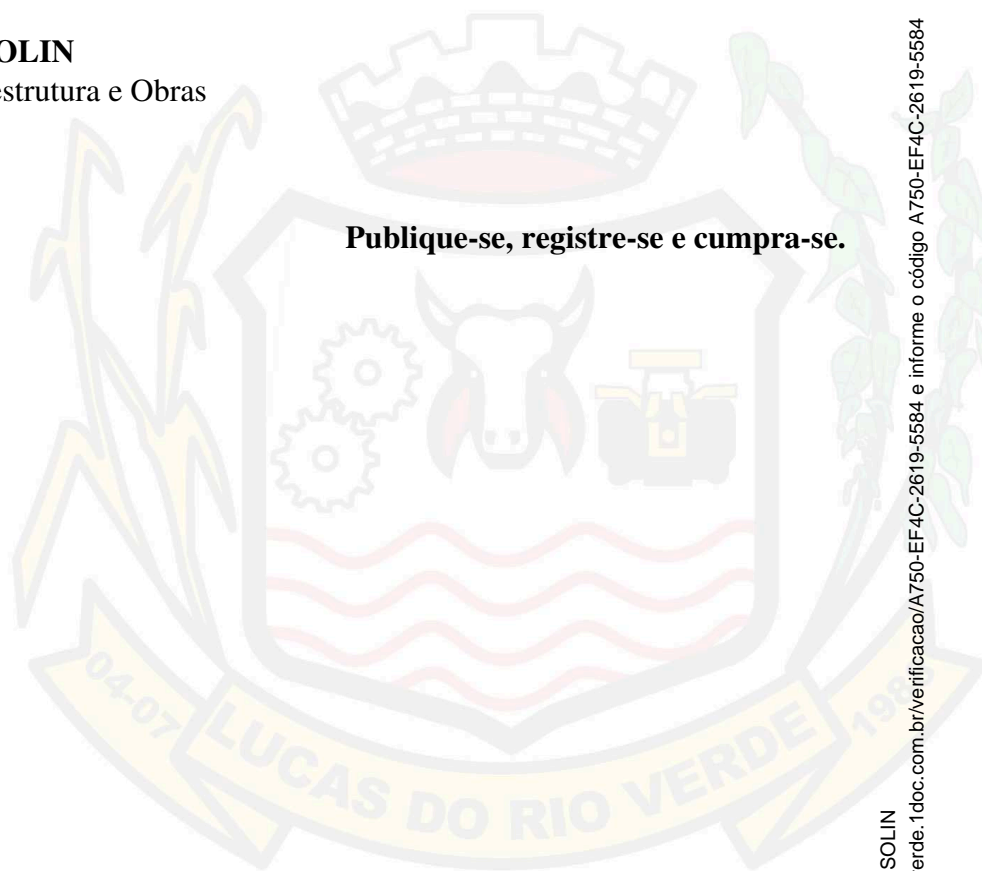 OLIN
estrutura e Obras
Publique-se, registre-se e cumpra-se.
04-07
LUCAS DO RIO VERDE
1988
SOLIN
erde.1doc.com.br/verificacao/A750-EF4C-2619-5584 e informe o código A750-EF4C-2619-5584